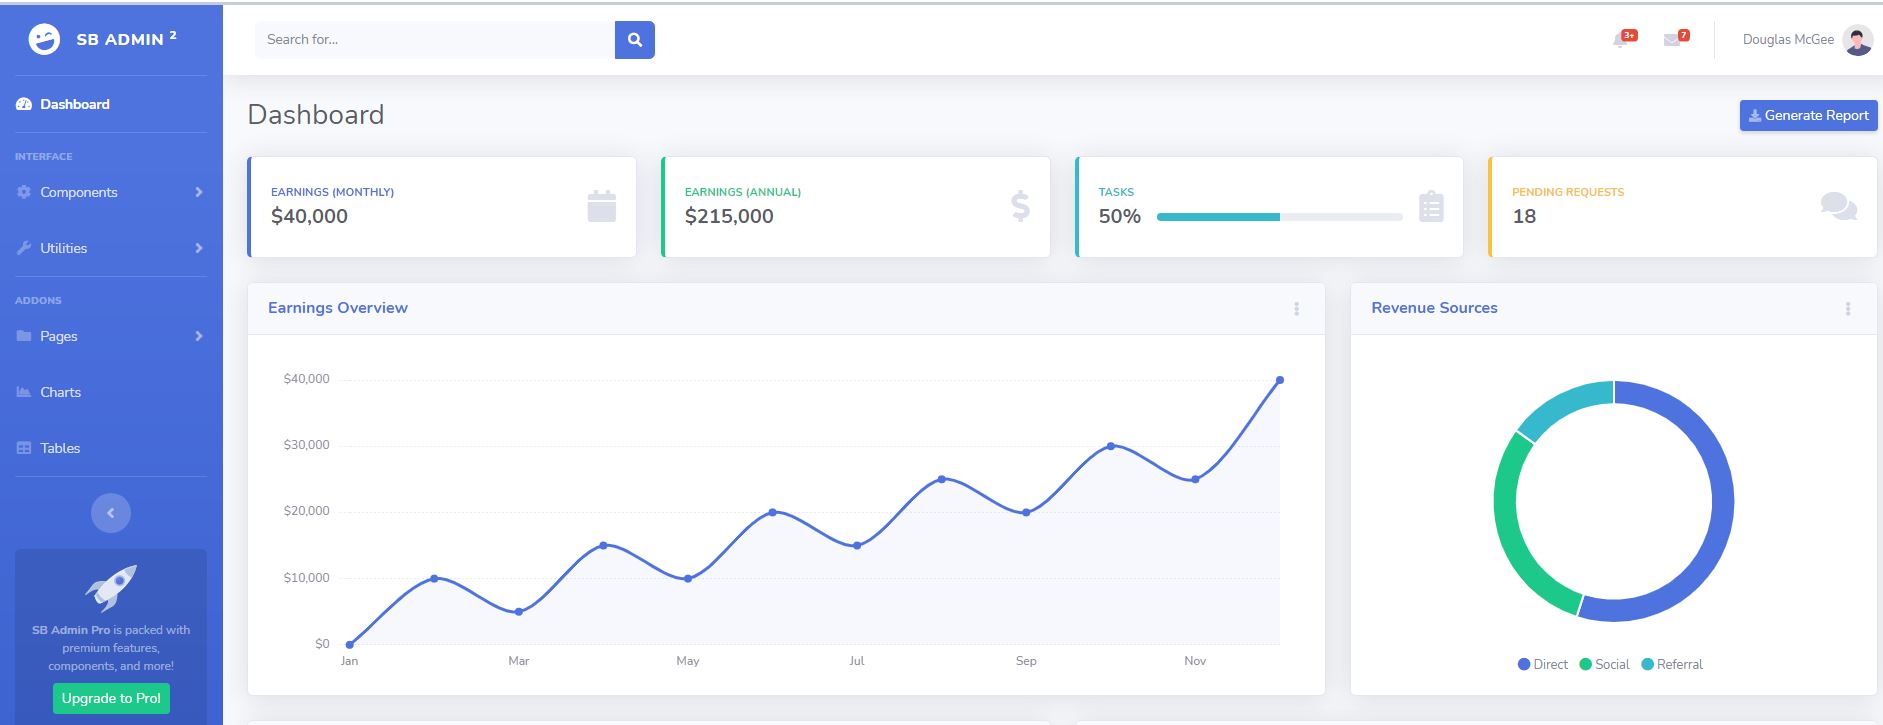 SB ADMIN 2
Search for...
3+
7
Douglas McGee
Dashboard
INTERFACE
Components
Utilities
ADDONS
Pages
Charts
Tables
SB Admin Pro is packed with
premium features,
components, and more!
Upgrade to Pro!
Dashboard
Generate Report
EARNINGS (MONTHLY)
$40,000
EARNINGS (ANNUAL)
$215,000
TASKS
50%
PENDING REQUESTS
18
Earnings Overview
$40,000
$30,000
$20,000
$10,000
$0
Jan Mar May Jul Sep Nov
Revenue Sources
Direct Social Referral